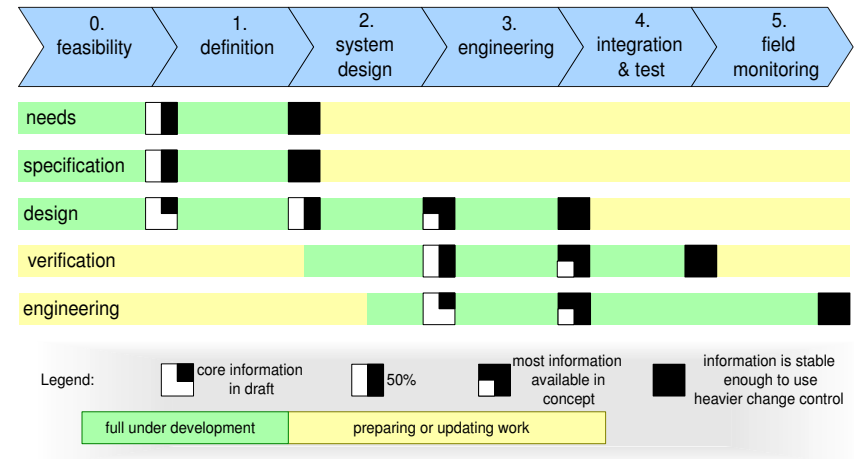 0.
feasibility
1.
definition
2.
system
design
3.
engineering
4.
integration
& test
5.
field
monitoring
needs
specification
design
verification
engineering
Legend:
core information
in draft
50%
most information
available in
concept
information is stable
enough to use
heavier change control
full under development
preparing or updating work